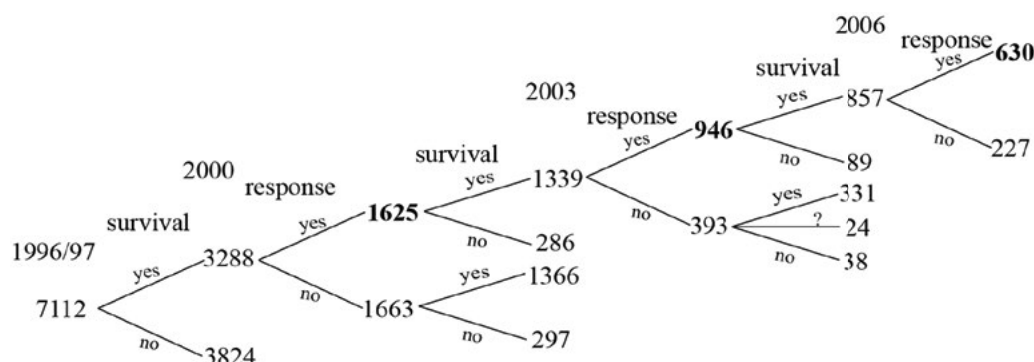 2006
response
630
yes
survival
yes
857
2003
response
946
no
227
yes
no
89
survival
2000
yes
1339
yes
331
response
1625
no
393
?
24
survival
yes
no
286
no
38
1996/97
yes
3288
yes
1366
7112
no
1663
no
297
no
3824